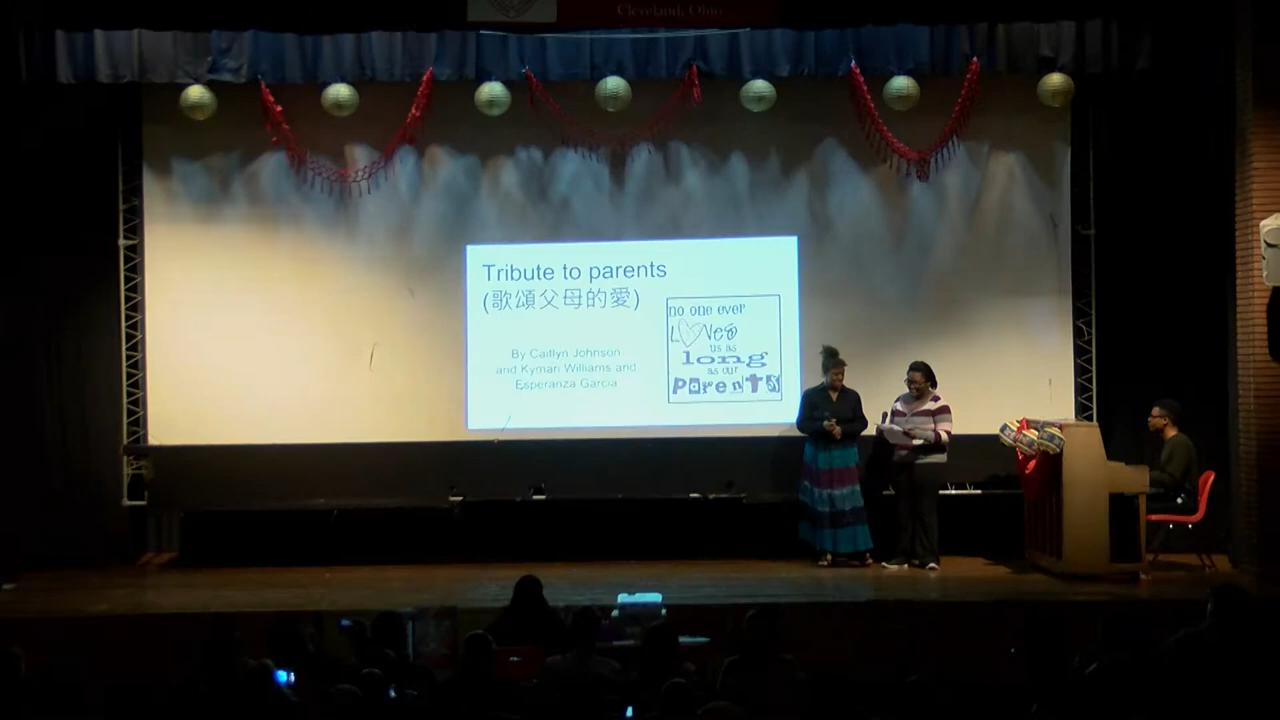 Cleveland, Ohio
Tribute to parents
(歌頌父母的愛)
By Caitlyn Johnson
and Kymari Williams and
Esperanza Garcia
no one ever
Loves
us as
long
as our
Parents